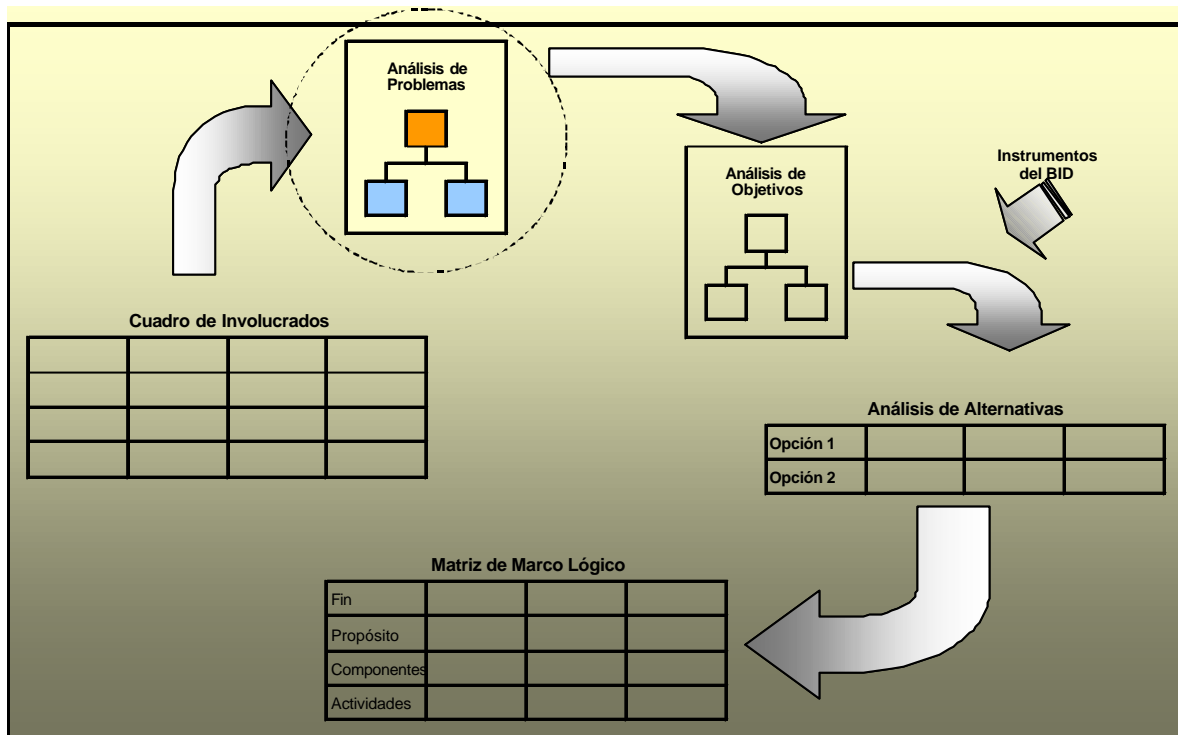 Análisis de
Problemas
Análisis de
Objetivos
Instrumentos
del BID
Cuadro de Involucrados
Análisis de Alternativas
Opción 1
Opción 2
Matriz de Marco Lógico
Fin
Propósito
Componentes
Actividades